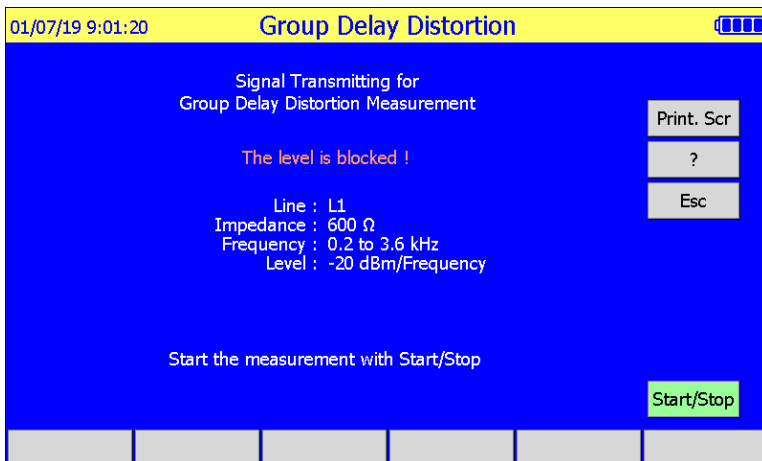 01/07/19 9:01:20 Group Delay Distortion
Signal Transmitting for
Group Delay Distortion Measurement
Print. Scr
The level is blocked !
?
Esc
Line : L1
Impedance : 600 Ω
Frequency : 0.2 to 3.6 kHz
Level : -20 dBm/Frequency
Start the measurement with Start/Stop
Start/Stop